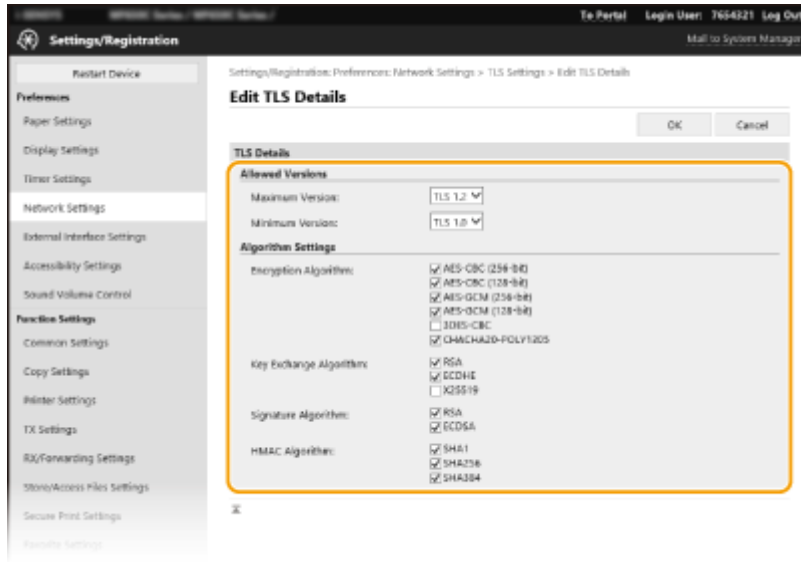 To Portal Login User: 7654321 Log Out
Settings/Registration
Mail to System Manager
Restart Device
Preferences
Paper Settings
Display Settings
Timer Settings
Network Settings
External Interface Settings
Accessibility Settings
Sound Volume Control
Function Settings
Common Settings
Copy Settings
Printer Settings
TX Settings
RX/Forwarding Settings
Store/Access Files Settings
Secure Print Settings
Settings/Registration: Preferences: Network Settings > TLS Settings > Edit TLS Details
Edit TLS Details
OK Cancel
TLS Details
Allowed Versions
Maximum Version: TLS 1.2
Minimum Version: TLS 1.0
Algorithm Settings
Encryption Algorithm: AES-CBC (256-bit)
AES-CBC (128-bit)
AES-GCM (256-bit)
AES-GCM (128-bit)
3DES-CBC
CHACHA20-POLY1305
Key Exchange Algorithm: RSA
ECDHE
X25519
Signature Algorithm: RSA
ECDSA
HMAC Algorithm: SHA1
SHA256
SHA384